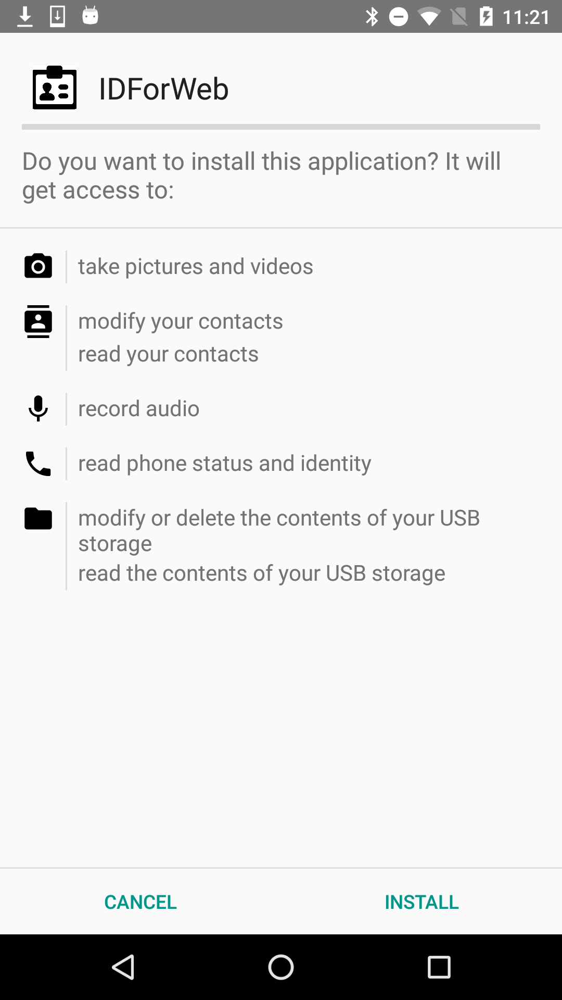 11:21
IDForWeb
Do you want to install this application? It will
get access to:
take pictures and videos
modify your contacts
read your contacts
record audio
read phone status and identity
modify or delete the contents of your USB
storage
read the contents of your USB storage
CANCEL
INSTALL